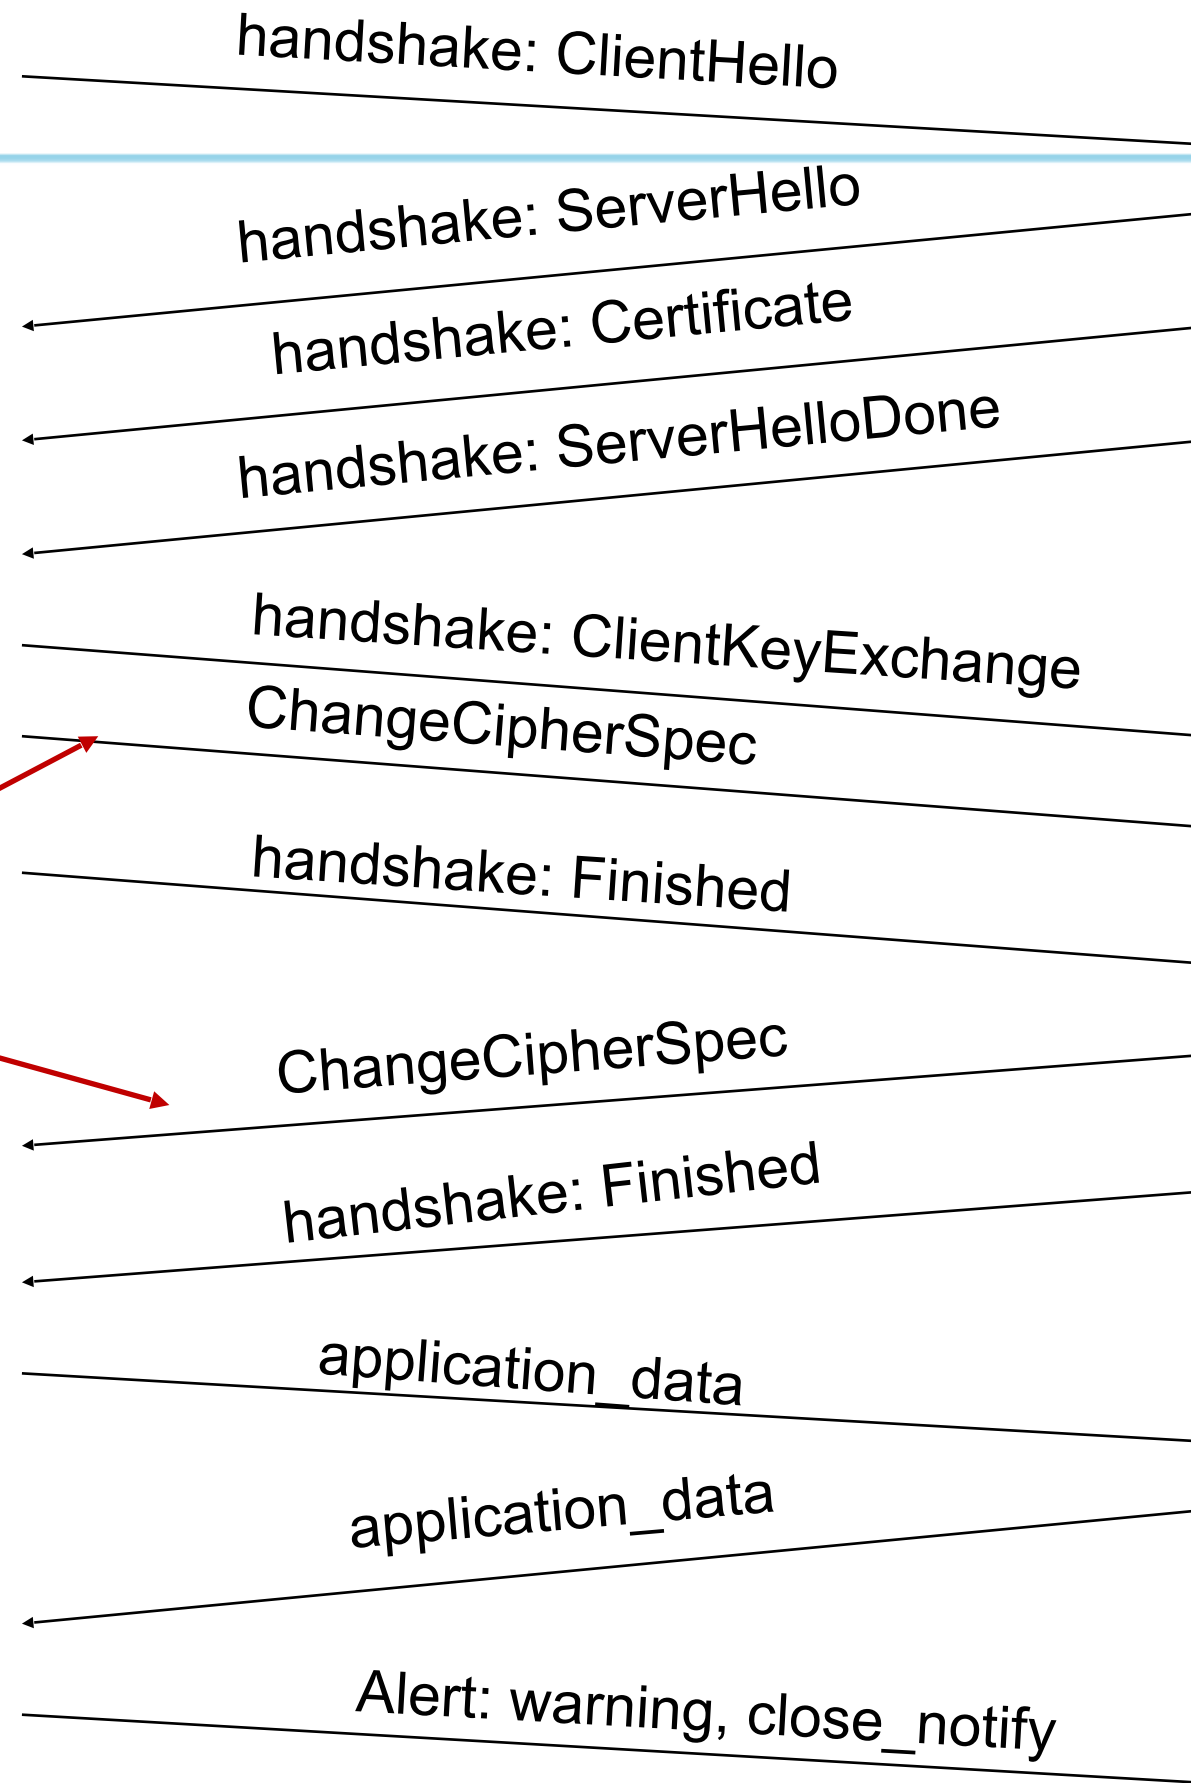 handshake: ClientHello
handshake: ServerHello
handshake: Certificate
handshake: ServerHelloDone
handshake: ClientKeyExchange
ChangeCipherSpec
handshake: Finished
ChangeCipherSpec
handshake: Finished
application_data
application_data
Alert: warning, close_notify